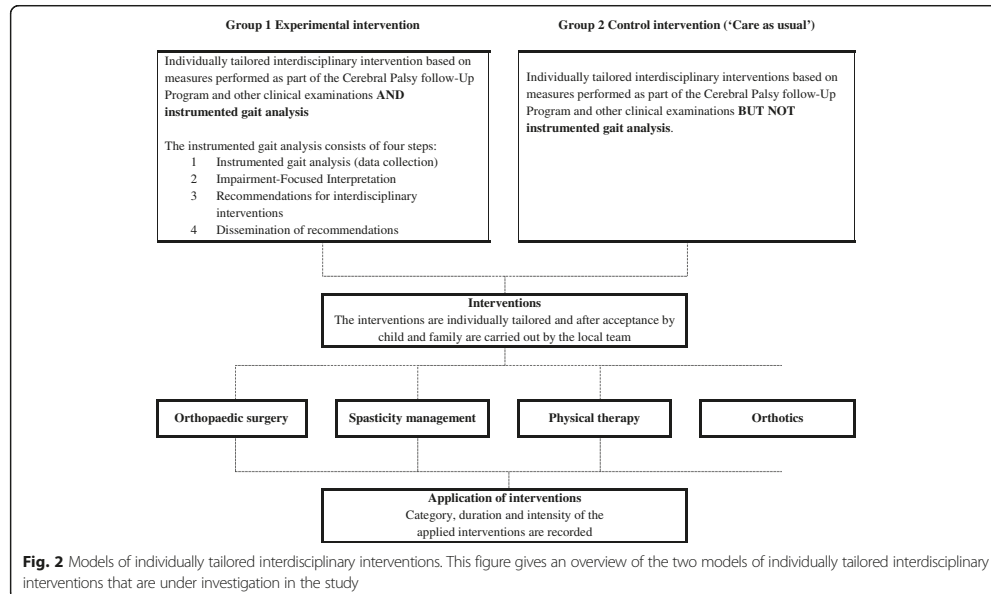 Group 1 Experimental intervention
Individually tailored interdisciplinary intervention based on
measures performed as part of the Cerebral Palsy follow-Up
Program and other clinical examinations AND
instrumented gait analysis
The instrumented gait analysis consists of four steps:
1 Instrumented gait analysis (data collection)
2 Impairment-Focused Interpretation
3 Recommendations for interdisciplinary
interventions
4 Dissemination of recommendations
Group 2 Control intervention (‘Care as usual’)
Individually tailored interdisciplinary interventions based on
measures performed as part of the Cerebral Palsy follow-Up
Program and other clinical examinations BUT NOT
instrumented gait analysis.
Interventions
The interventions are individually tailored and after acceptance by
child and family are carried out by the local team
Orthopaedic surgery
Spasticity management
Physical therapy
Orthotics
Application of interventions
Category, duration and intensity of the
applied interventions are recorded
Fig. 2 Models of individually tailored interdisciplinary interventions. This figure gives an overview of the two models of individually tailored interdisciplinary
interventions that are under investigation in the study